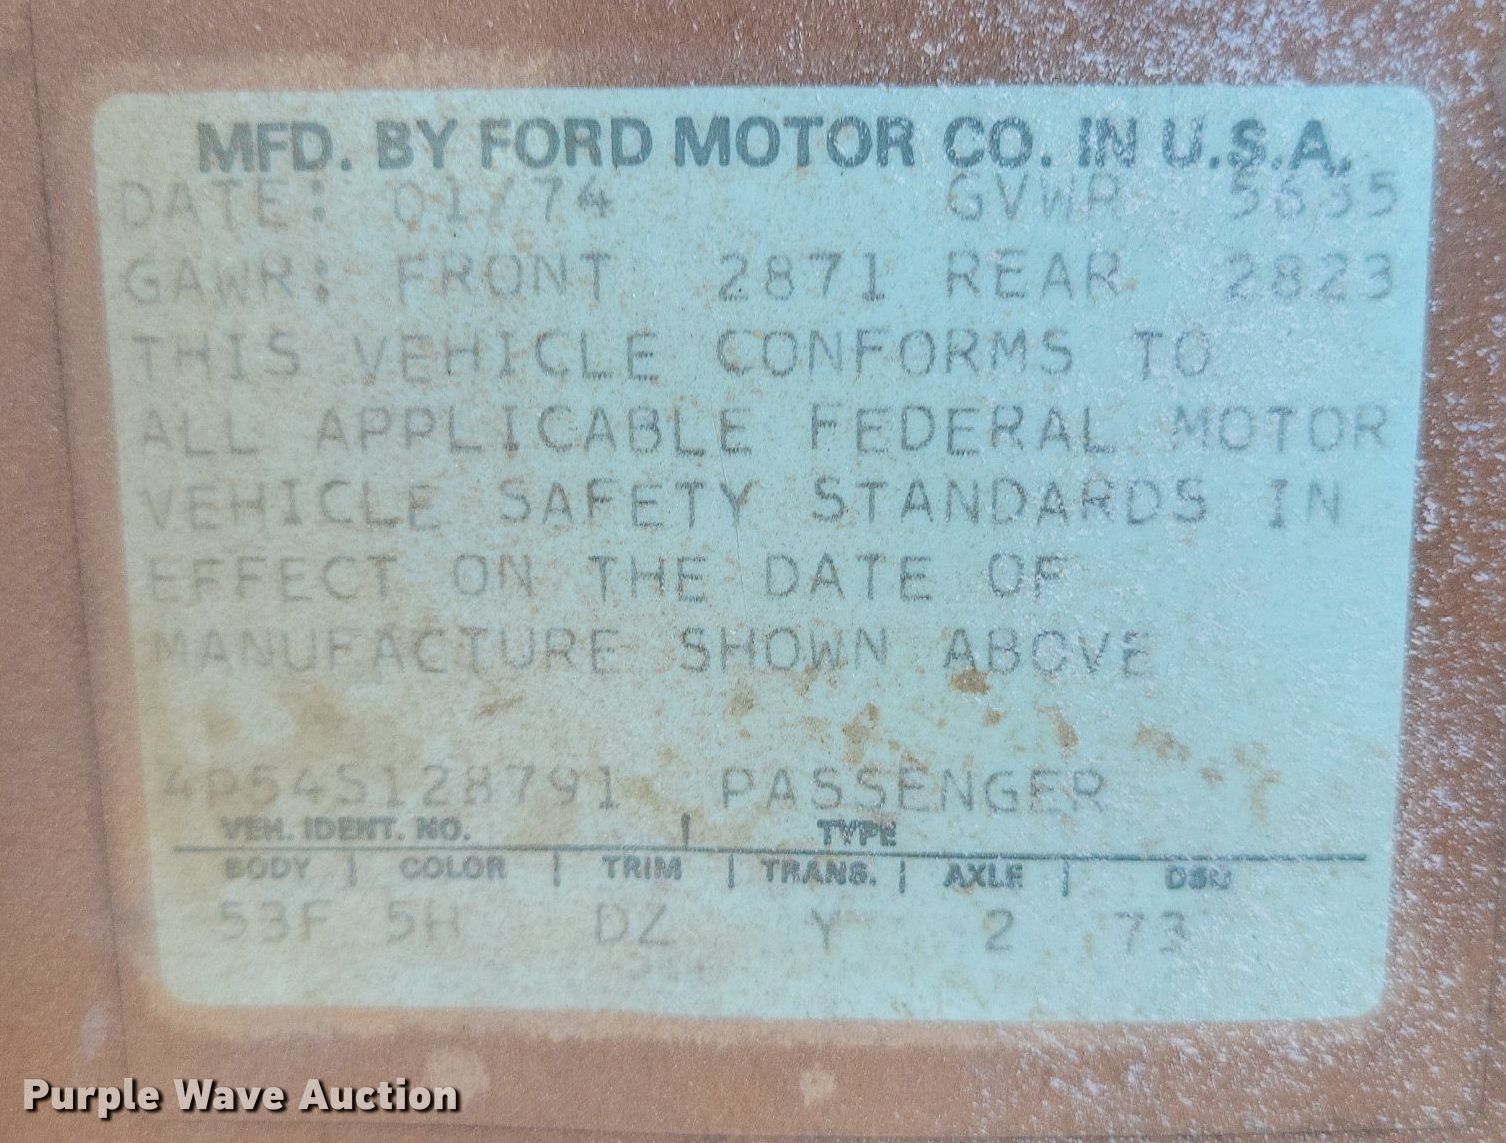 MFD. BY FORD MOTOR CO. IN U.S.A.
DATE: 01/74 GVWR 5635
GAWR: FRONT 2871 REAR 2823
THIS VEHICLE CONFORMS TO
ALL APPLICABLE FEDERAL MOTOR
VEHICLE SAFETY STANDARDS IN
EFFECT ON THE DATE OF
MANUFACTURE SHOWN ABOVE
4P54S128791 PASSENGER
VEH. IDENT. NO. | TYPE
BODY | COLOR | TRIM | TRANS. | AXLE | DSO
53F 5H DZ Y 2 73
Purple Wave Auction